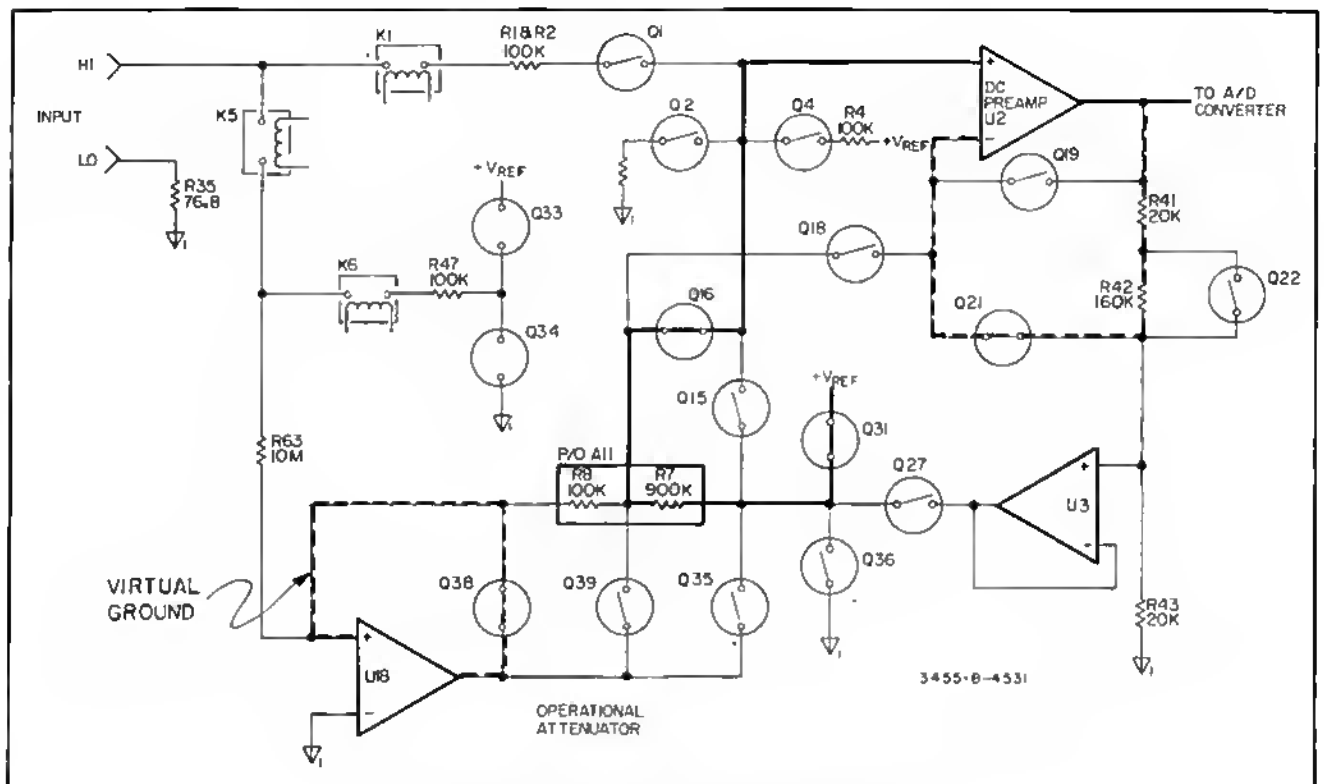 HI
INPUT
LO
K1
R1 & R2
100K
Q1
K5
R35
76.8
Q2
Q4
R4
100K
+VREF
+
DC
PREAMP
U2
-
TO A/D
CONVERTER
Q19
R41
20K
+VREF
Q33
K6
R47
100K
Q34
Q18
Q16
Q21
R42
160K
Q22
Q15
+VREF
Q31
R63
10M
P/O A11
R8
100K
R7
900K
Q27
+
U3
-
Q36
VIRTUAL
GROUND
Q38
Q39
Q35
R43
20K
+
U18
-
OPERATIONAL
ATTENUATOR
3455-B-4531